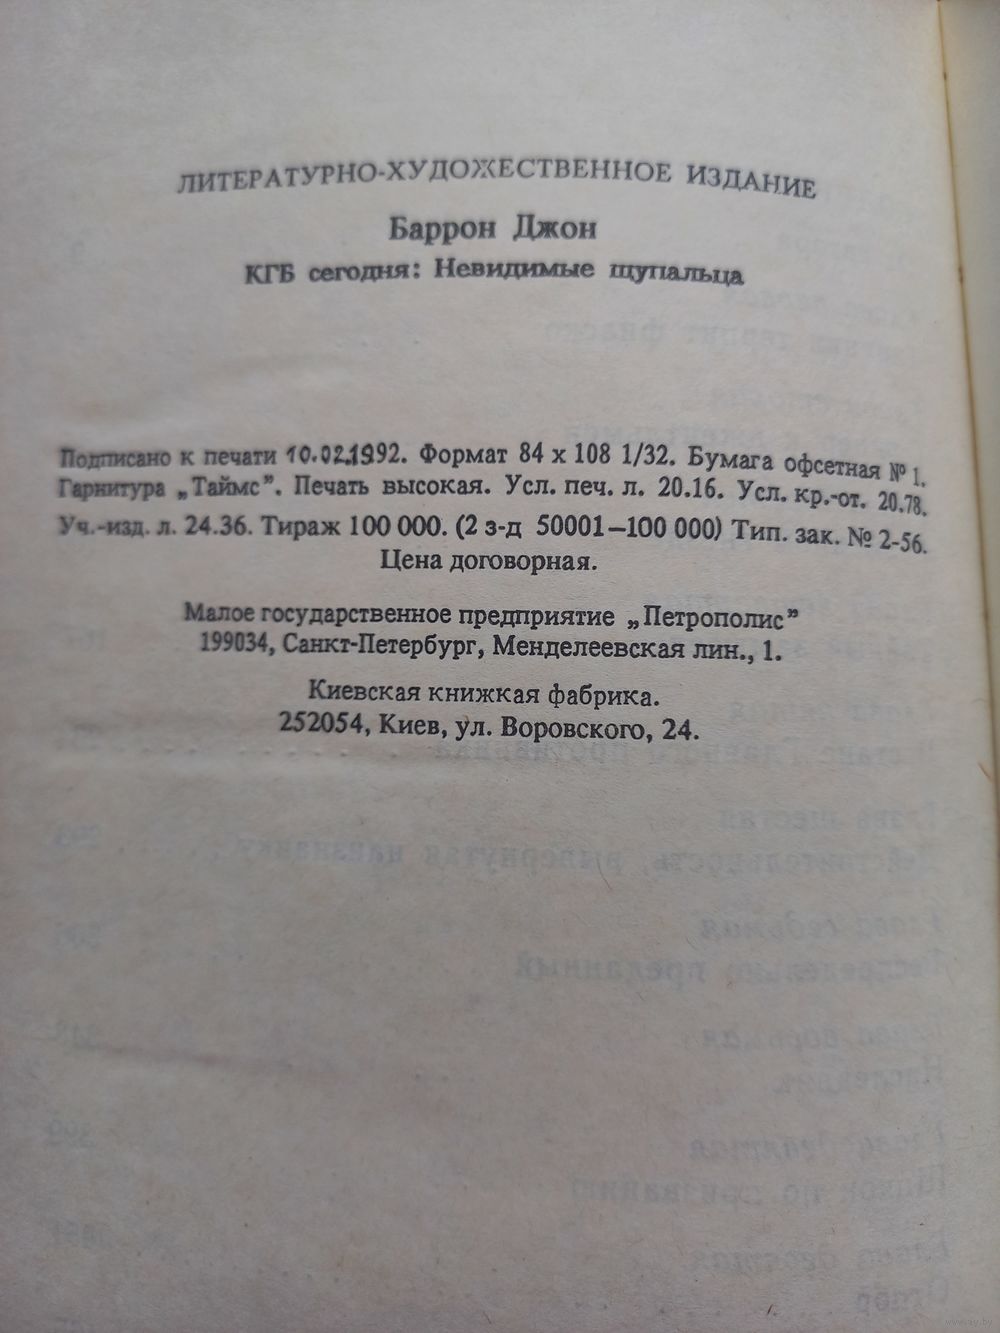 ЛИТЕРАТУРНО-ХУДОЖЕСТВЕННОЕ ИЗДАНИЕ
Баррон Джон
КГБ сегодня: Невидимые щупальца
Подписано к печати 10.02.1992. Формат 84 х 108 1/32. Бумага офсетная № 1.
Гарнитура „Таймс”. Печать высокая. Усл. печ. л. 20.16. Усл. кр.-от. 20.78.
Уч.-изд. л. 24.36. Тираж 100 000. (2 з-д 50001—100 000) Тип. зак. № 2-56.
Цена договорная.
Малое государственное предприятие „Петрополис”
199034, Санкт-Петербург, Менделеевская лин., 1.
Киевская книжкая фабрика.
252054, Киев, ул. Воровского, 24.